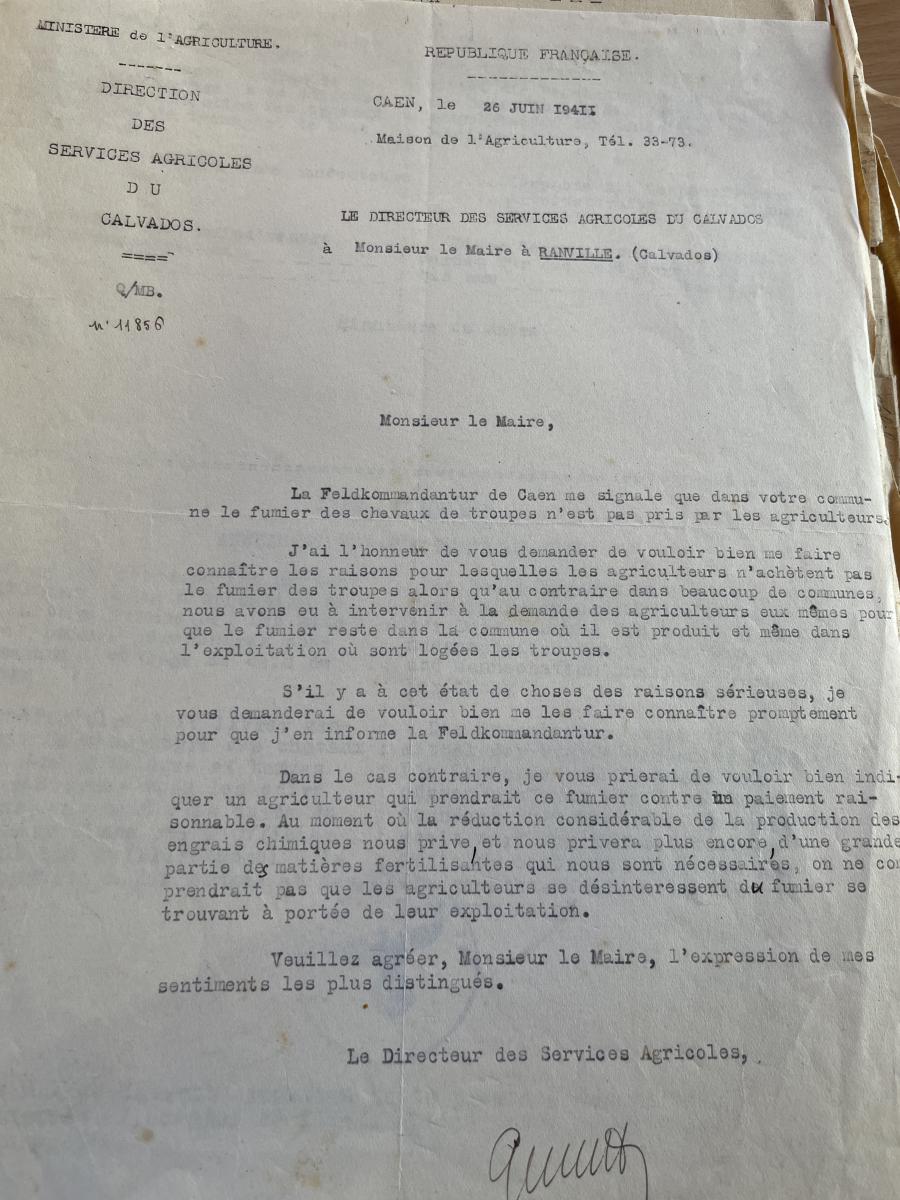 MINISTERE de l'AGRICULTURE.
-------
DIRECTION
DES
SERVICES AGRICOLES
D U
CALVADOS.
====
Q/MB.
n° 11856
REPUBLIQUE FRANÇAISE.
-------------
CAEN, le 26 JUIN 194II
Maison de l'Agriculture, Tél. 33-73.
LE DIRECTEUR DES SERVICES AGRICOLES DU CALVADOS
à Monsieur le Maire à RANVILLE. (Calvados)
Monsieur le Maire,
La Feldkommandantur de Caen me signale que dans votre commu-
ne le fumier des chevaux de troupes n'est pas pris par les agriculteurs.
J'ai l'honneur de vous demander de vouloir bien me faire
connaître les raisons pour lesquelles les agriculteurs n'achètent pas
le fumier des troupes alors qu'au contraire dans beaucoup de communes,
nous avons eu à intervenir à la demande des agriculteurs eux mêmes pour
que le fumier reste dans la commune où il est produit et même dans
l'exploitation où sont logées les troupes.
S'il y a à cet état de choses des raisons sérieuses, je
vous demanderai de vouloir bien me les faire connaître promptement
pour que j'en informe la Feldkommandantur.
Dans le cas contraire, je vous prierai de vouloir bien indi-
quer un agriculteur qui prendrait ce fumier contre un paiement rai-
sonnable. Au moment où la réduction considérable de la production des
engrais chimiques nous prive, et nous privera plus encore, d'une grande
partie des matières fertilisantes qui nous sont nécessaires, on ne co
prendrait pas que les agriculteurs se désinteressent du fumier se
trouvant à portée de leur exploitation.
Veuillez agréer, Monsieur le Maire, l'expression de mes
sentiments les plus distingués.
Le Directeur des Services Agricoles,